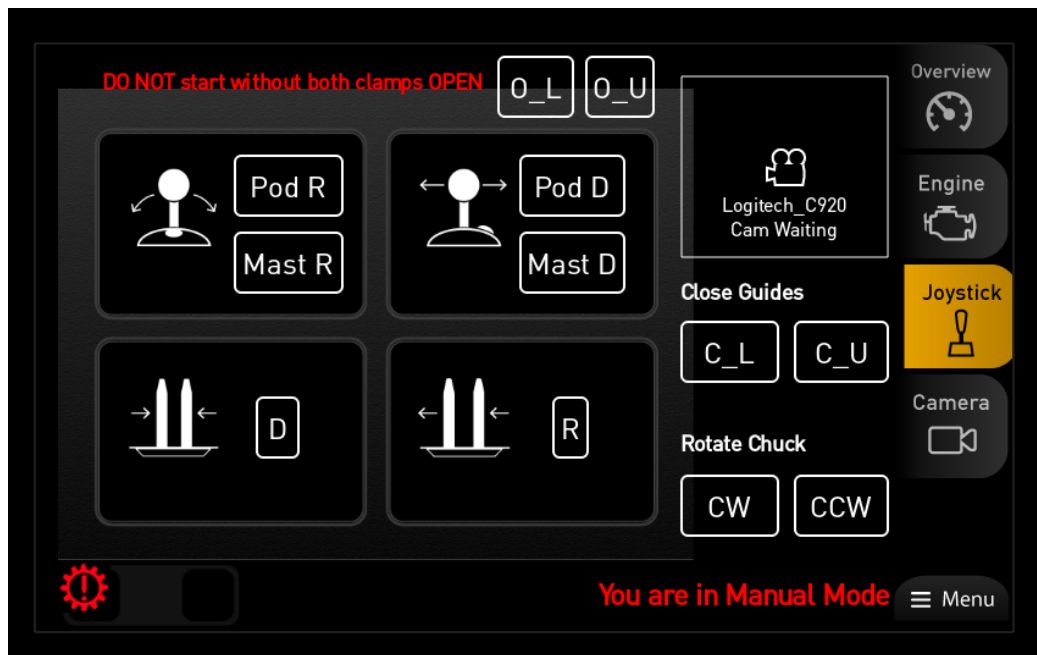 DO NOT start without both clamps OPEN
O_L
O_U
Overview
Pod R
Mast R
Pod D
Mast D
Logitech_C920
Cam Waiting
Engine
Close Guides
C_L
C_U
Joystick
D
R
Camera
Rotate Chuck
CW
CCW
You are in Manual Mode
Menu